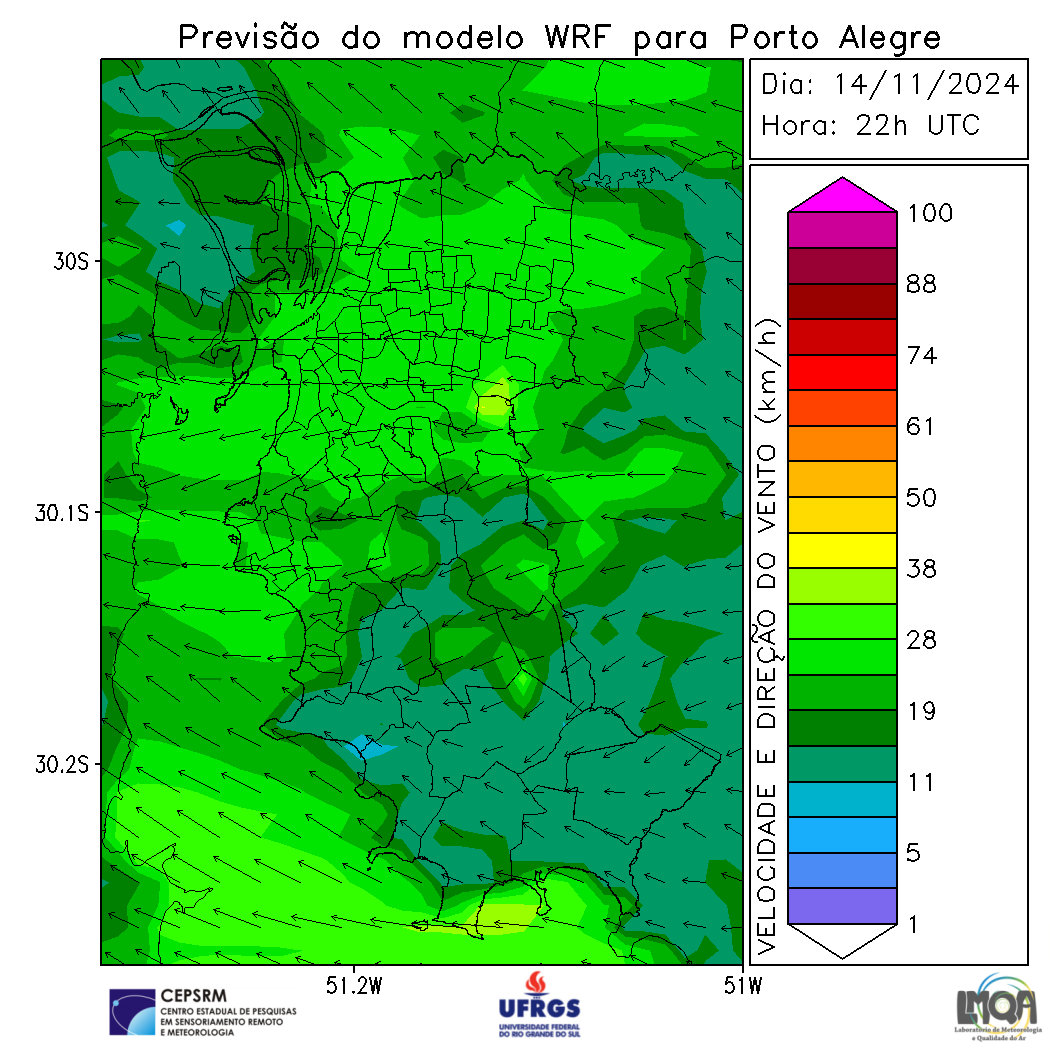 Previsão do modelo WRF para Porto Alegre
Dia: 14/11/2024
Hora: 22h UTC
30S
30.1S
30.2S
51.2W
51W
VELOCIDADE E DIREÇÃO DO VENTO (km/h)
100
88
74
61
50
38
28
19
11
5
1
CEPSRM
CENTRO ESTADUAL DE PESQUISAS
EM SENSORIAMENTO REMOTO
E METEOROLOGIA
UFRGS
UNIVERSIDADE FEDERAL
DO RIO GRANDE DO SUL
LMQA
Laboratório de Meteorologia
e Qualidade do Ar